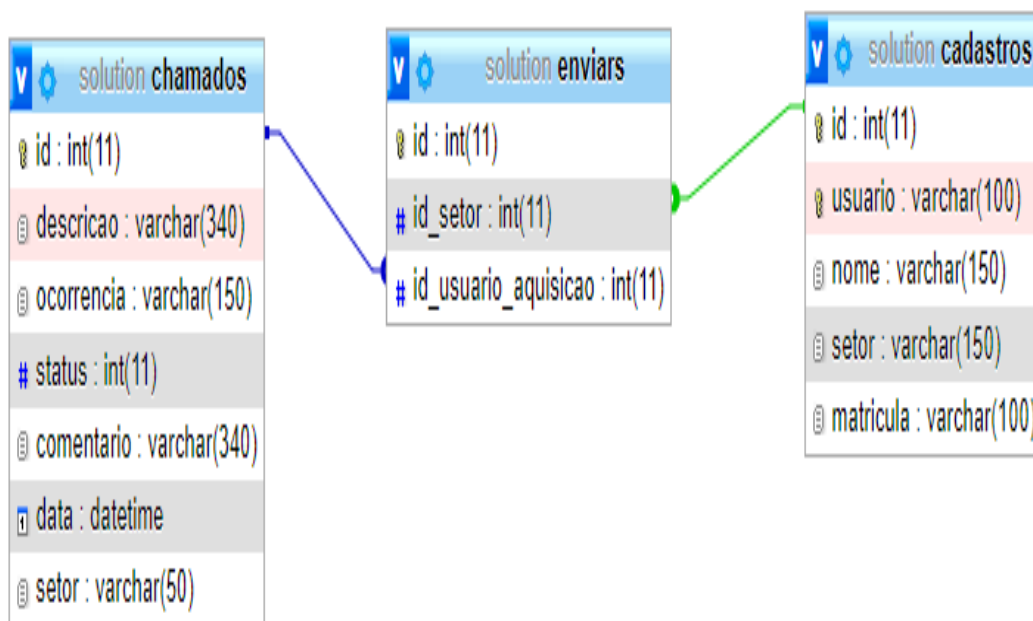 solution chamados
id : int(11)
descricao : varchar(340)
ocorrencia : varchar(150)
status : int(11)
comentario : varchar(340)
data : datetime
setor : varchar(50)
solution enviars
id : int(11)
id_setor : int(11)
id_usuario_aquisicao : int(11)
solution cadastros
id : int(11)
usuario : varchar(100)
nome : varchar(150)
setor : varchar(150)
matricula : varchar(100)